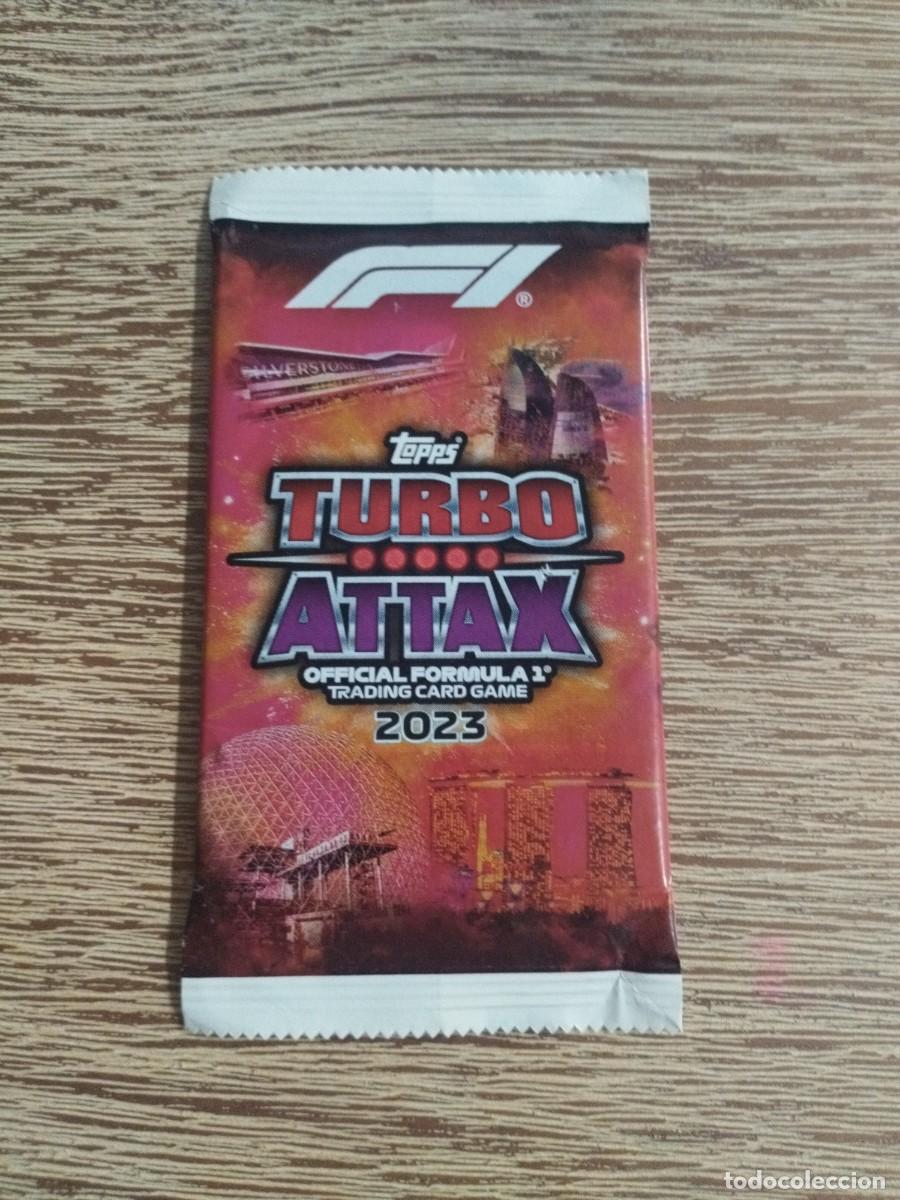 F1®
SILVERSTONE
topps®
TURBO
ATTAX
OFFICIAL FORMULA 1®
TRADING CARD GAME
2023
todocoleccion